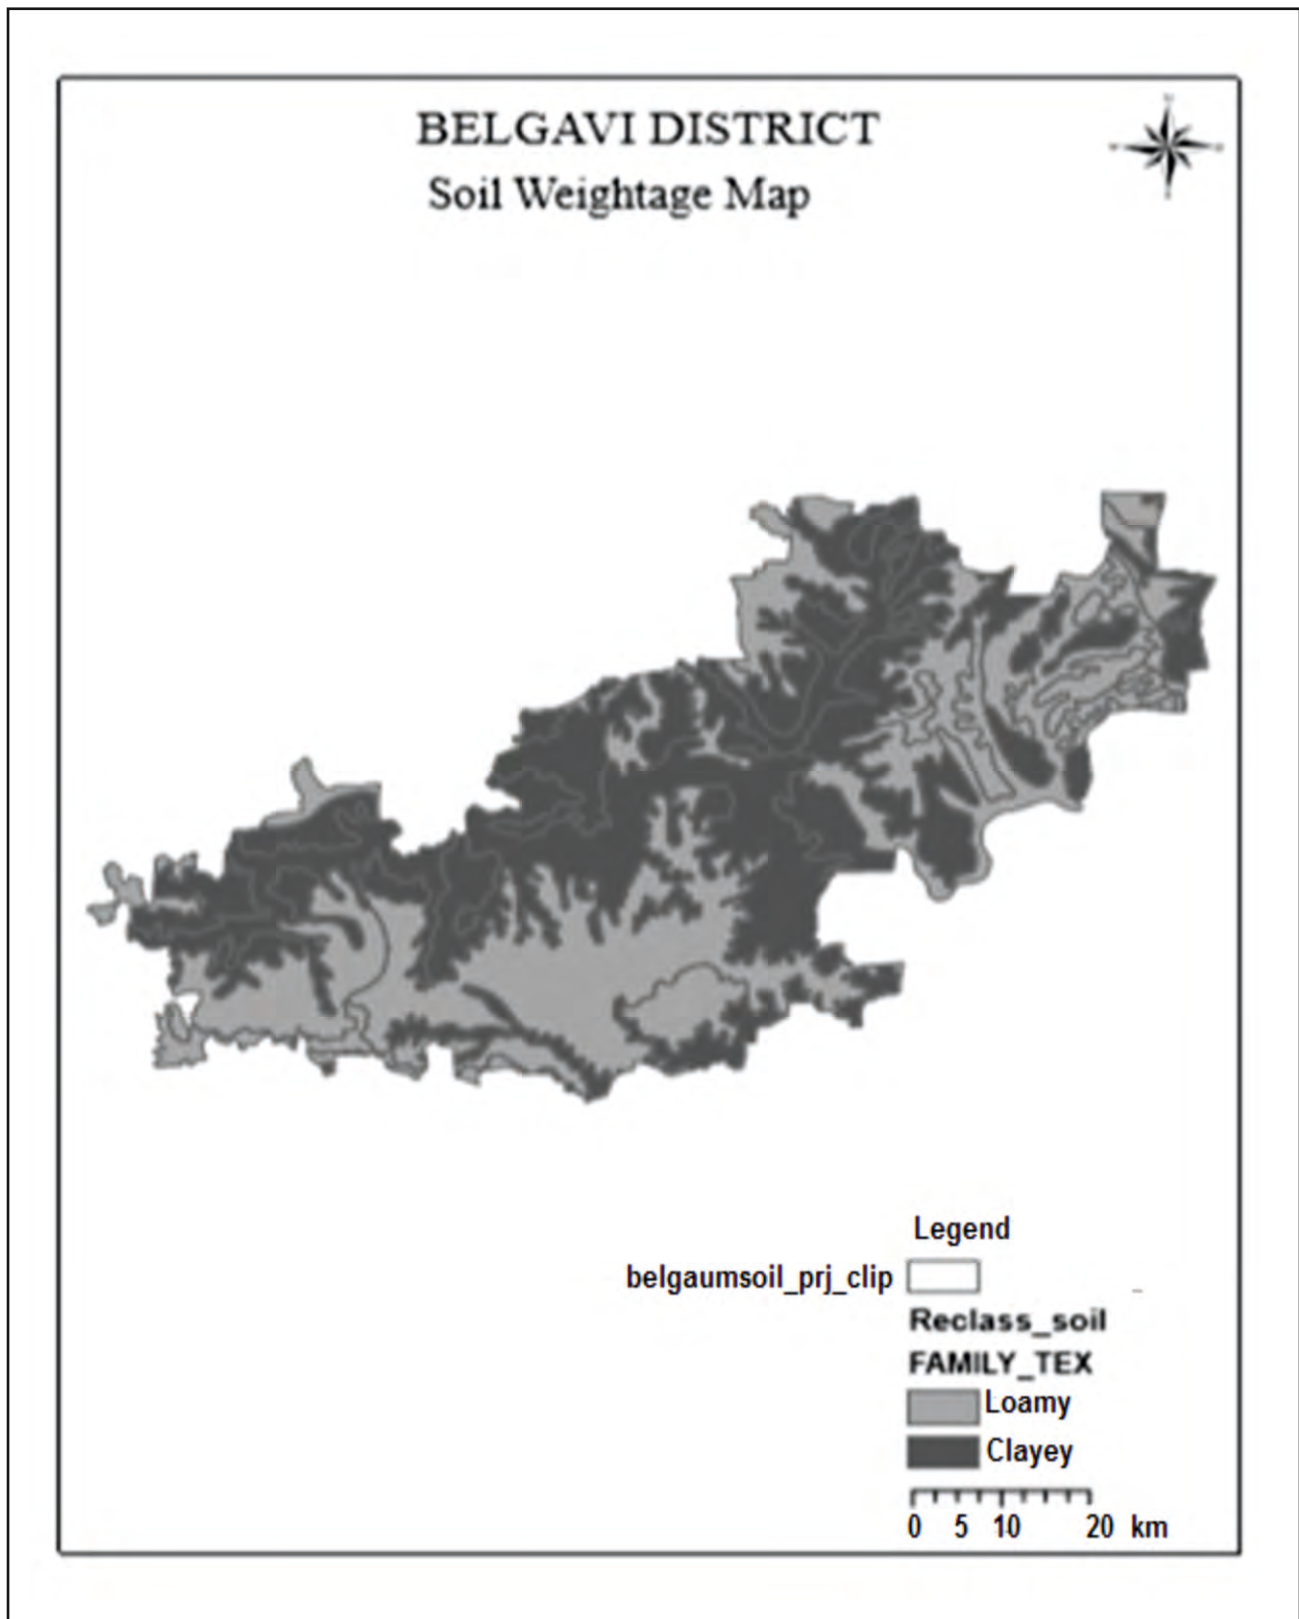 BELGAVI DISTRICT
Soil Weightage Map
Legend
belgaumsoil_prj_clip
Reclass_soil
FAMILY_TEX
Loamy
Clayey
0 5 10 20 km